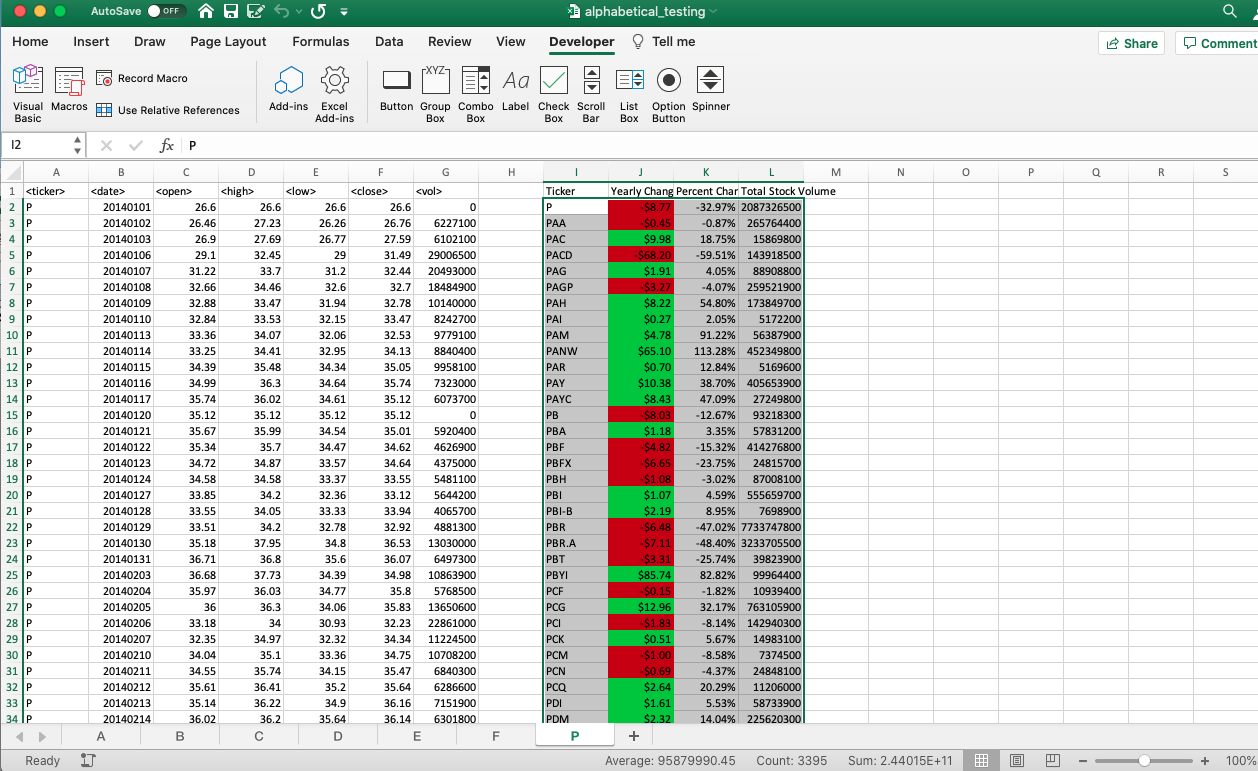 AutoSave OFF alphabetical_testing
Home Insert Draw Page Layout Formulas Data Review View Developer Tell me Share Comment
Visual Basic Macros Record Macro Use Relative References Add-ins Excel Add-ins Button XYZ Group Box Combo Box Aa Label Check Box Scroll Bar List Box Option Button Spinner
I2 fx P
A B C D E F G H I J K L M N O P Q R S
1 <ticker> <date> <open> <high> <low> <close> <vol> Ticker Yearly Chang Percent Char Total Stock Volume
2 P 20140101 26.6 26.6 26.6 26.6 0 P -$8.77 -32.97% 2087326500
3 P 20140102 26.46 27.23 26.26 26.76 6227100 PAA -$0.45 -0.87% 265764400
4 P 20140103 26.9 27.69 26.77 27.59 6102100 PAC $9.98 18.75% 15869800
5 P 20140106 29.1 32.45 29 31.49 29006500 PACD -$68.20 -59.51% 143918500
6 P 20140107 31.22 33.7 31.2 32.44 20493000 PAG $1.91 4.05% 88908800
7 P 20140108 32.66 34.46 32.6 32.7 18484900 PAGP -$3.27 -4.07% 259521900
8 P 20140109 32.88 33.47 31.94 32.78 10140000 PAH $8.22 54.80% 173849700
9 P 20140110 32.84 33.53 32.15 33.47 8242700 PAI $0.27 2.05% 5172200
10 P 20140113 33.36 34.07 32.06 32.53 9779100 PAM $4.78 91.22% 56387900
11 P 20140114 33.25 34.41 32.95 34.13 8840400 PANW $65.10 113.28% 452349800
12 P 20140115 34.39 35.48 34.34 35.05 9958100 PAR $0.70 12.84% 5169600
13 P 20140116 34.99 36.3 34.64 35.74 7323000 PAY $10.38 38.70% 405653900
14 P 20140117 35.74 36.02 34.61 35.12 6073700 PAYC $8.43 47.09% 27249800
15 P 20140120 35.12 35.12 35.12 35.12 0 PB -$8.03 -12.67% 93218300
16 P 20140121 35.67 35.99 34.54 35.01 5920400 PBA $1.18 3.35% 57831200
17 P 20140122 35.34 35.7 34.47 34.62 4626900 PBF -$4.82 -15.32% 414276800
18 P 20140123 34.72 34.87 33.57 34.64 4375000 PBFX -$6.65 -23.75% 24815700
19 P 20140124 34.58 34.58 33.37 33.55 5481100 PBH -$1.08 -3.02% 87008100
20 P 20140127 33.85 34.2 32.36 33.12 5644200 PBI $1.07 4.59% 555659700
21 P 20140128 33.55 34.05 33.33 33.94 4065700 PBI-B $2.19 8.95% 7698900
22 P 20140129 33.51 34.2 32.78 32.92 4881300 PBR -$6.48 -47.02% 7733747800
23 P 20140130 35.18 37.95 34.8 36.53 13030000 PBR.A -$7.11 -48.40% 3233705500
24 P 20140131 36.71 36.8 35.6 36.07 6497300 PBT -$3.31 -25.74% 39823900
25 P 20140203 36.68 37.73 34.39 34.98 10863900 PBYI $85.74 82.82% 99964400
26 P 20140204 35.97 36.03 34.77 35.8 5768500 PCF -$0.15 -1.82% 10939400
27 P 20140205 36 36.3 34.06 35.83 13650600 PCG $12.96 32.17% 763105900
28 P 20140206 33.18 34 30.93 32.23 22861000 PCI -$1.83 -8.14% 142940300
29 P 20140207 32.35 34.97 32.32 34.34 11224500 PCK $0.51 5.67% 14983100
30 P 20140210 34.04 35.1 33.36 34.75 10708200 PCM -$1.00 -8.58% 7374500
31 P 20140211 34.55 35.74 34.15 35.47 6840300 PCN -$0.69 -4.37% 24848100
32 P 20140212 35.61 36.41 35.2 35.64 6286600 PCQ $2.64 20.29% 11206000
33 P 20140213 35.14 36.22 34.9 36.16 7151900 PDI $1.61 5.53% 58733900
34 P 20140214 36.02 36.2 35.64 36.14 6301800 PDM $2.32 14.04% 225620300
A B C D E F P +
Ready Average: 95879990.45 Count: 3395 Sum: 2.44015E+11 − + 100%